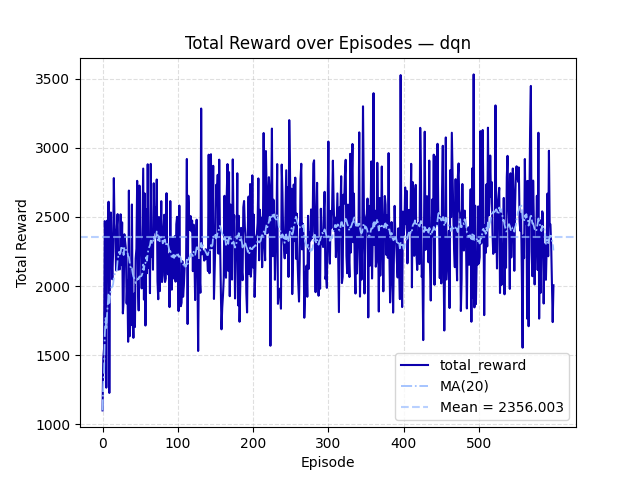 Total Reward over Episodes — dqn
Total Reward
3500
3000
2500
2000
1500
1000
0
100
200
300
400
500
Episode
total_reward
MA(20)
Mean = 2356.003